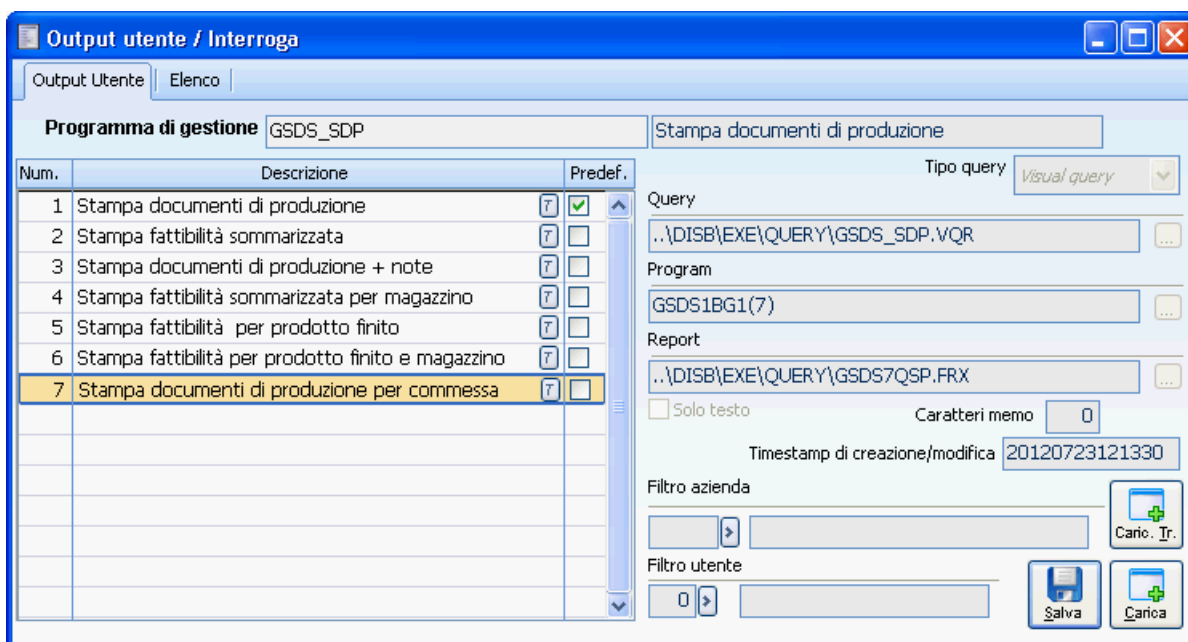 Output utente / Interroga
Output Utente Elenco
Programma di gestione GSDS_SDP Stampa documenti di produzione
Num. Descrizione Predef.
1 Stampa documenti di produzione T
2 Stampa fattibilità sommarizzata T
3 Stampa documenti di produzione + note T
4 Stampa fattibilità sommarizzata per magazzino T
5 Stampa fattibilità per prodotto finito T
6 Stampa fattibilità per prodotto finito e magazzino T
7 Stampa documenti di produzione per commessa T
Tipo query Visual query
Query
..\DISB\EXE\QUERY\GSDS_SDP.VQR ...
Program
GSDS1BG1(7) ...
Report
..\DISB\EXE\QUERY\GSDS7QSP.FRX ...
Solo testo Caratteri memo 0
Timestamp di creazione/modifica 20120723121330
Filtro azienda
Caric. Tr.
Filtro utente
0
Salva Carica